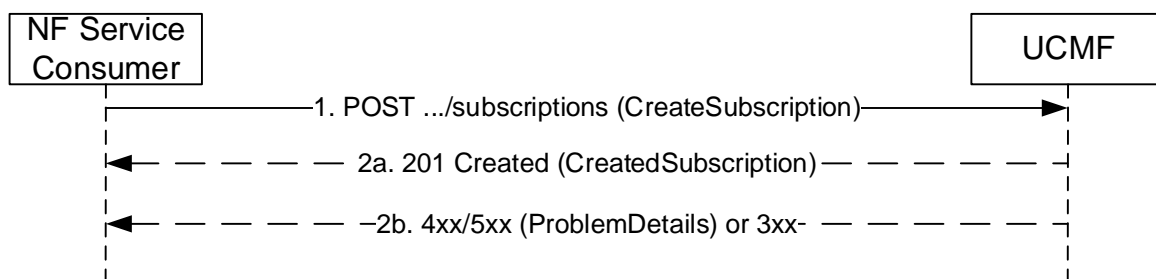 NF Service
Consumer
UCMF
1. POST .../subscriptions (CreateSubscription)
2a. 201 Created (CreatedSubscription)
2b. 4xx/5xx (ProblemDetails) or 3xx